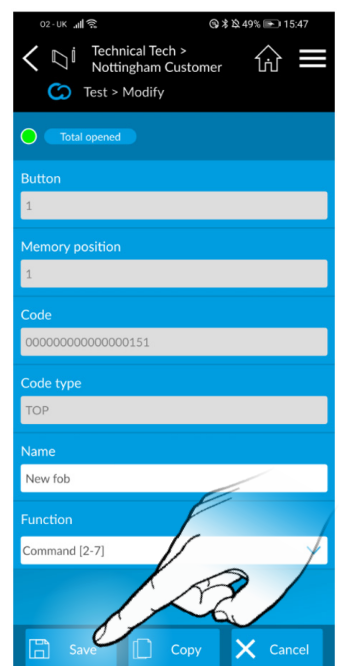 O2 - UK 49% 15:47
Technical Tech >
Nottingham Customer
Test > Modify
Total opened
Button
1
Memory position
1
Code
000000000000000151
Code type
TOP
Name
New fob
Function
Command [2-7]
Save Copy Cancel